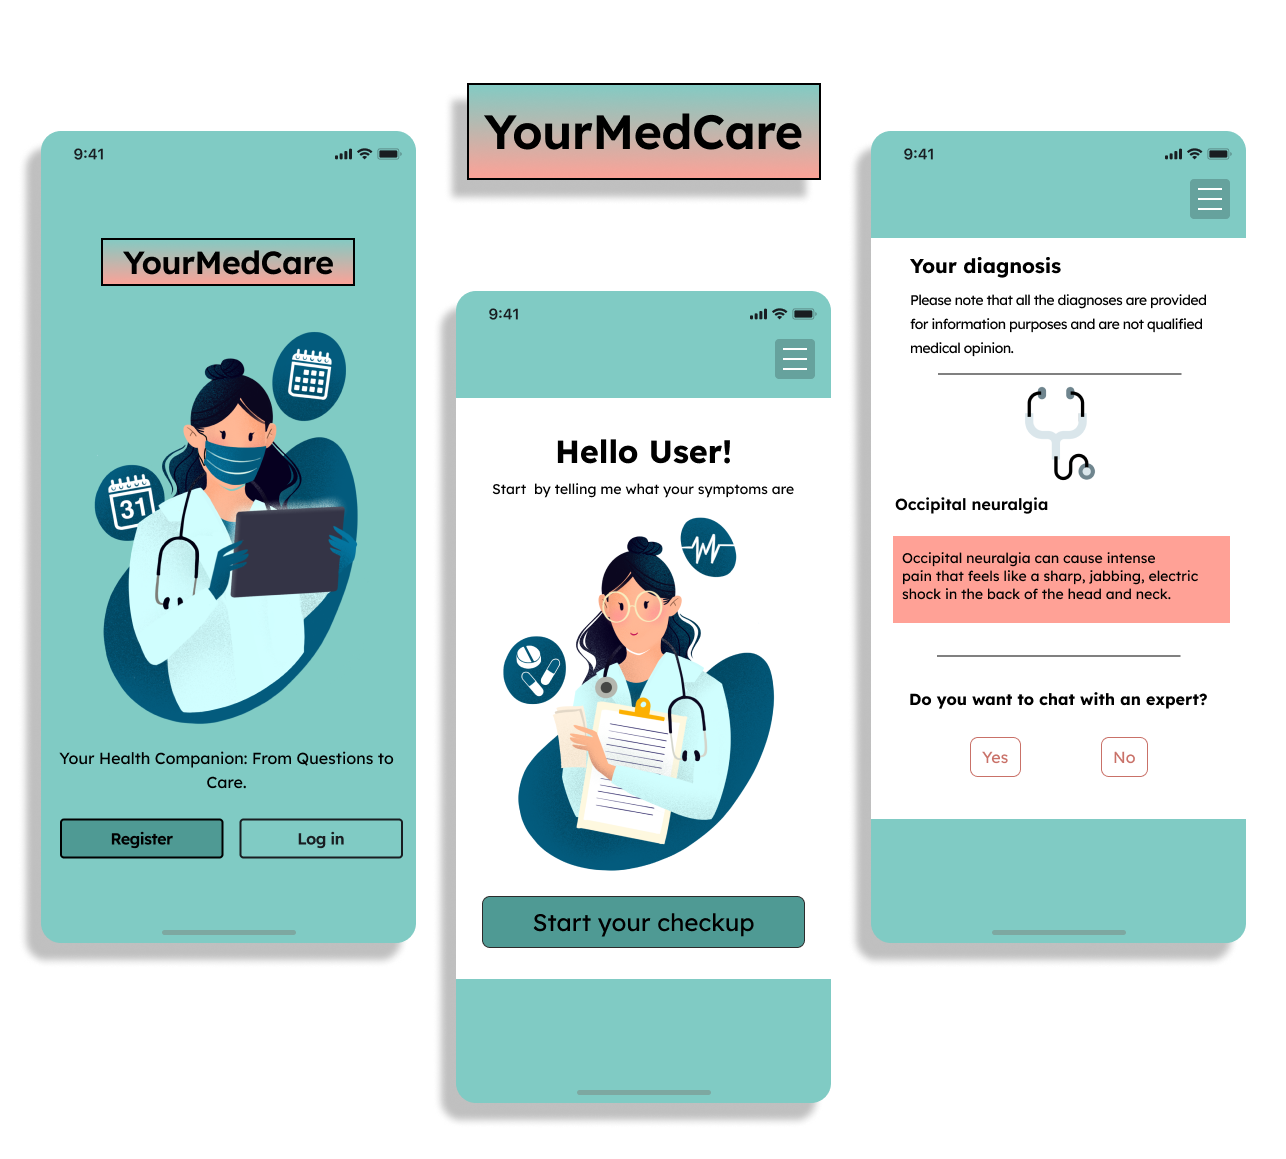 YourMedCare
9:41
YourMedCare
31
Your Health Companion: From Questions to
Care.
Register
Log in
9:41
Hello User!
Start  by telling me what your symptoms are
Start your checkup
9:41
Your diagnosis
Please note that all the diagnoses are provided
for information purposes and are not qualified
medical opinion.
Occipital neuralgia
Occipital neuralgia can cause intense
pain that feels like a sharp, jabbing, electric
shock in the back of the head and neck.
Do you want to chat with an expert?
Yes
No